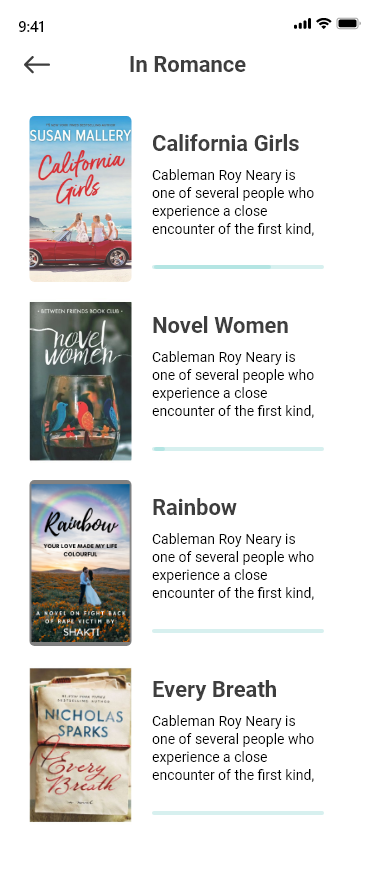 9:41
In Romance
SUSAN MALLERY
California
Girls
California Girls
Cableman Roy Neary is
one of several people who
experience a close
encounter of the first kind,
• BETWEEN FRIENDS BOOK CLUB •
novel
women
Novel Women
Cableman Roy Neary is
one of several people who
experience a close
encounter of the first kind,
Rainbow
YOUR LOVE MADE MY LIFE
COLOURFUL
A NOVEL ON FIGHT BACK
OF RAPE VICTIM BY
SHAKTI
Rainbow
Cableman Roy Neary is
one of several people who
experience a close
encounter of the first kind,
BESTSELLING AUTHOR
NICHOLAS
SPARKS
Every
Breath
Every Breath
Cableman Roy Neary is
one of several people who
experience a close
encounter of the first kind,